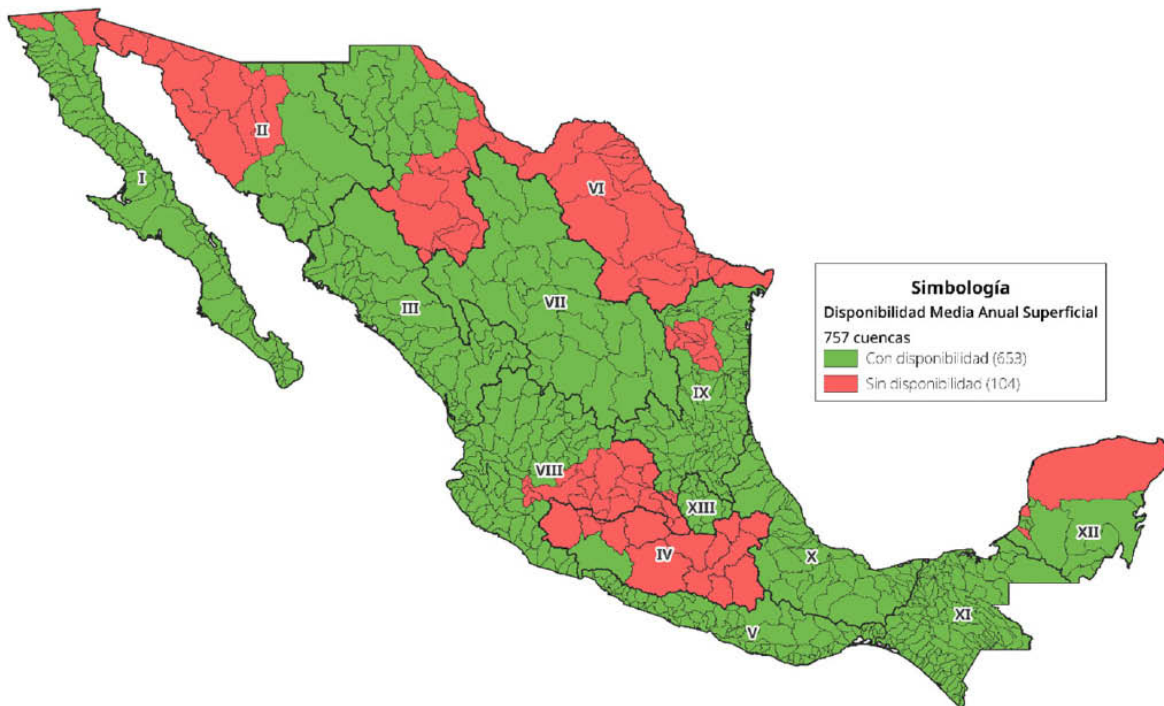 II
VI
I
III
VII
Simbología
Disponibilidad Media Anual Superficial
757 cuencas
Con disponibilidad (653)
Sin disponibilidad (104)
IX
VIII
XIII
XII
IV
X
XI
V